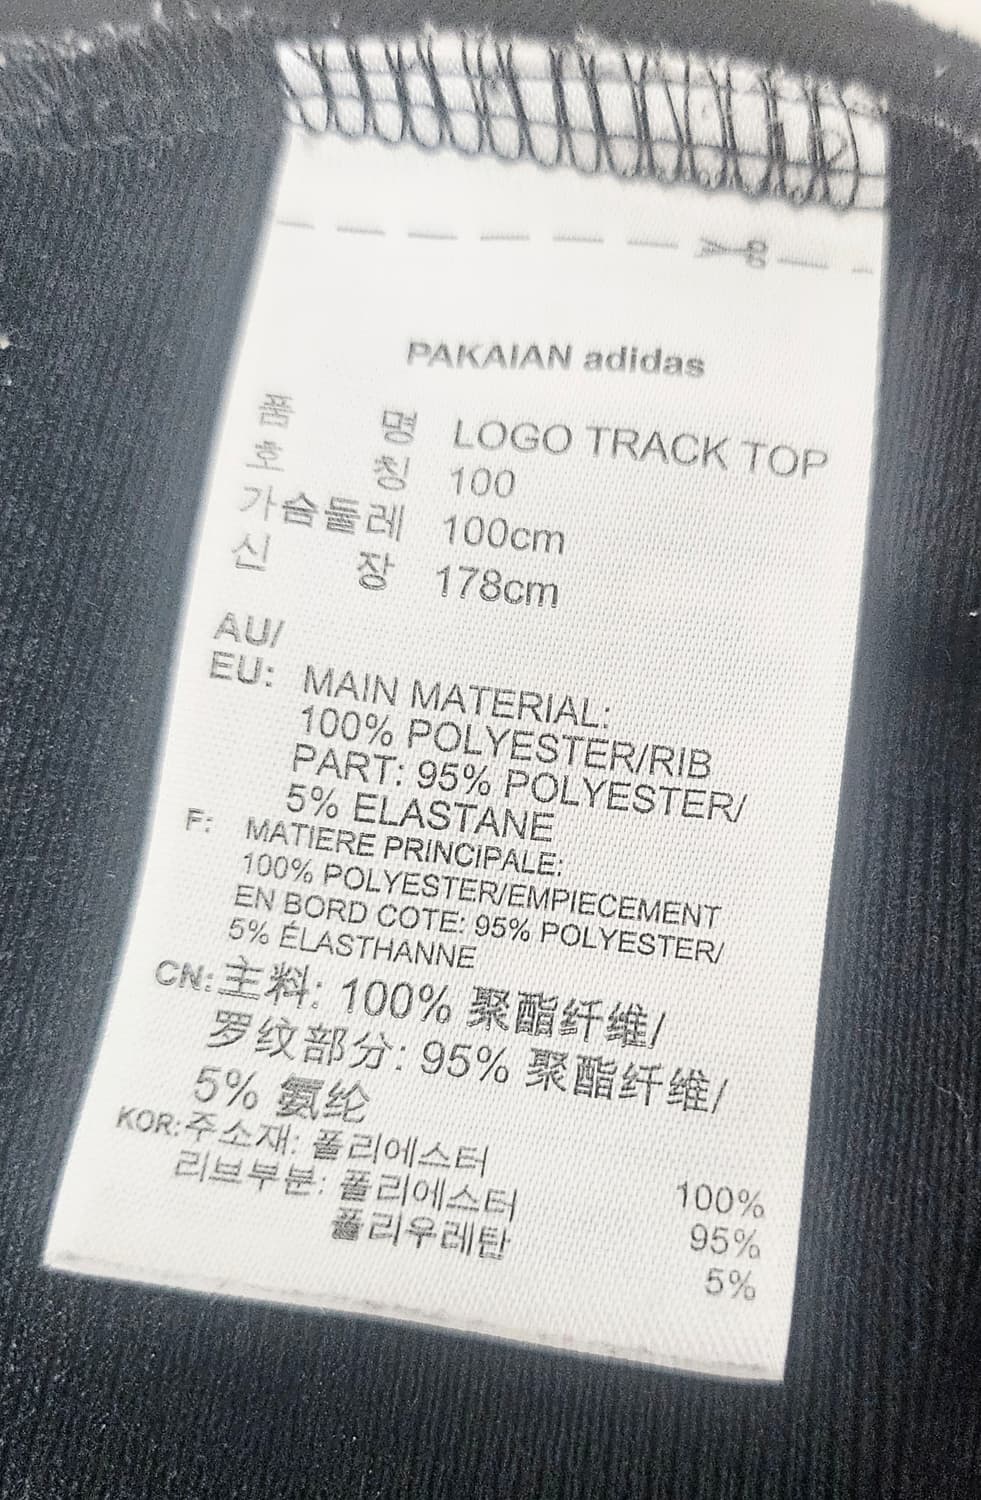 PAKAIAN adidas
품 명 LOGO TRACK TOP
호 칭 100
가슴둘레 100cm
신 장 178cm
AU/
EU: MAIN MATERIAL:
100% POLYESTER/RIB
PART: 95% POLYESTER/
5% ELASTANE
F: MATIERE PRINCIPALE:
100% POLYESTER/EMPIECEMENT
EN BORD COTE: 95% POLYESTER/
5% ÉLASTHANNE
CN: 主料: 100% 聚酯纤维/
罗纹部分: 95% 聚酯纤维/
5% 氨纶
KOR: 주소재: 폴리에스터 100%
리브부분: 폴리에스터 95%
폴리우레탄 5%